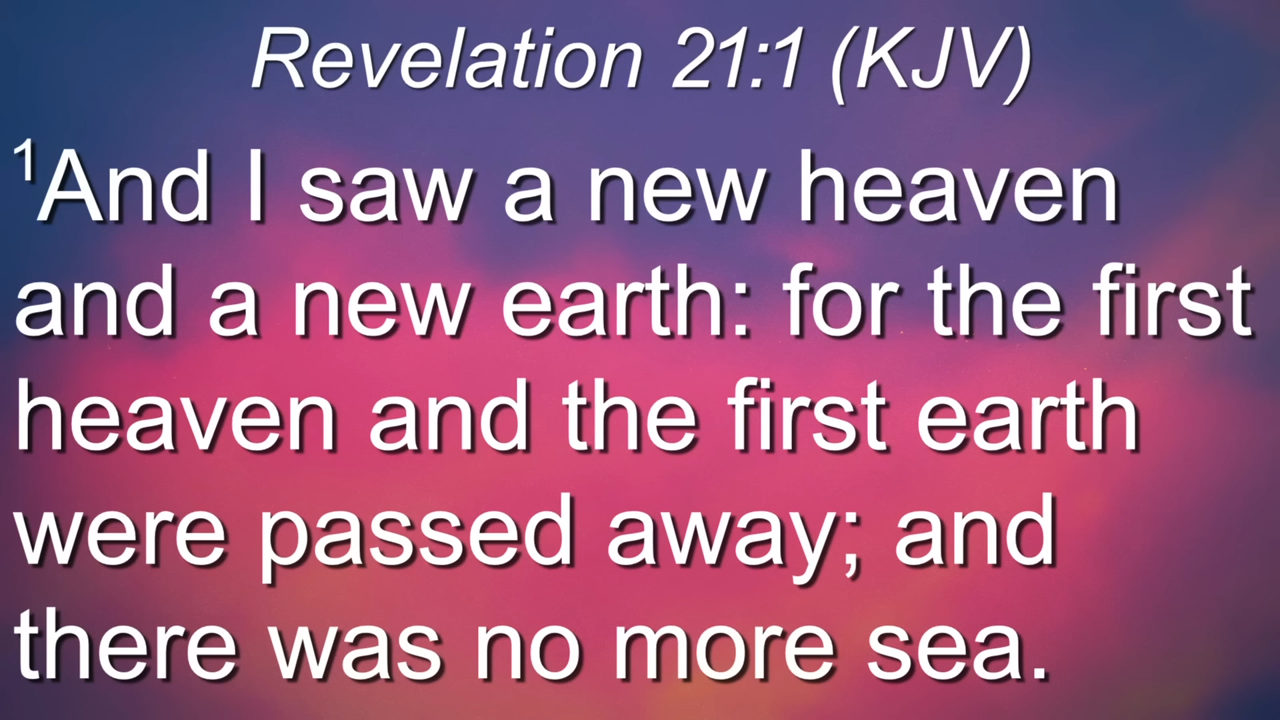 Revelation 21:1 (KJV)
1And I saw a new heaven
and a new earth: for the first
heaven and the first earth
were passed away; and
there was no more sea.